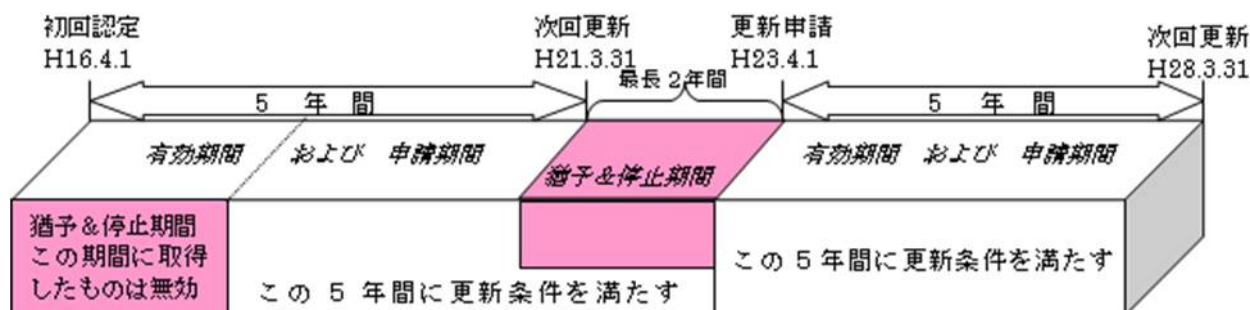 初回認定
H16.4.1
次回更新
H21.3.31
更新申請
H23.4.1
次回更新
H28.3.31
5 年 間
最長2年間
5 年 間
有効期間 および 申請期間
猶予&停止期間
有効期間 および 申請期間
猶予&停止期間
この期間に取得
したものは無効
この 5 年間に更新条件を満たす
この 5 年間に更新条件を満たす